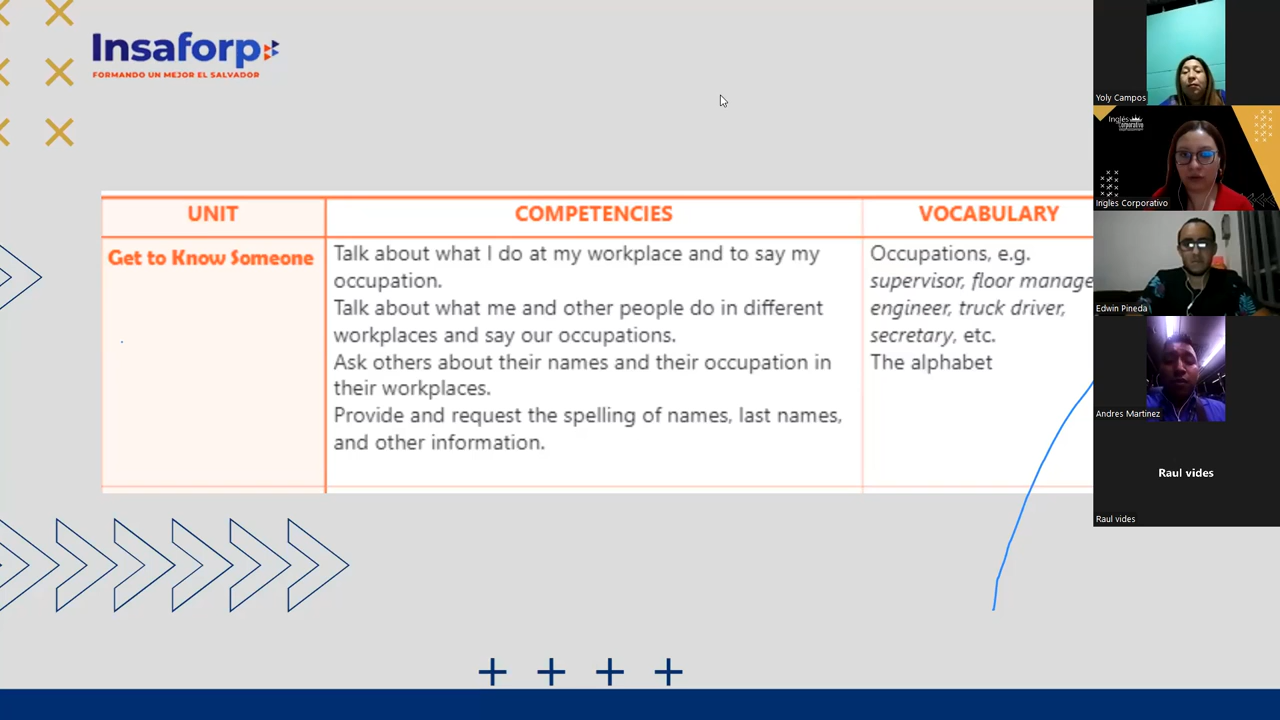 Insaforp
FORMANDO UN MEJOR EL SALVADOR
UNIT
COMPETENCIES
VOCABULARY
Get to Know Someone
Talk about what I do at my workplace and to say my
occupation.
Talk about what me and other people do in different
workplaces and say our occupations.
Ask others about their names and their occupation in
their workplaces.
Provide and request the spelling of names, last names,
and other information.
Occupations, e.g.
supervisor, floor manage
engineer, truck driver,
secretary, etc.
The alphabet
Yoly Campos
Inglés
Corporativo
Ingles Corporativo
Edwin Pineda
Andres Martinez
Raul vides
Raul vides